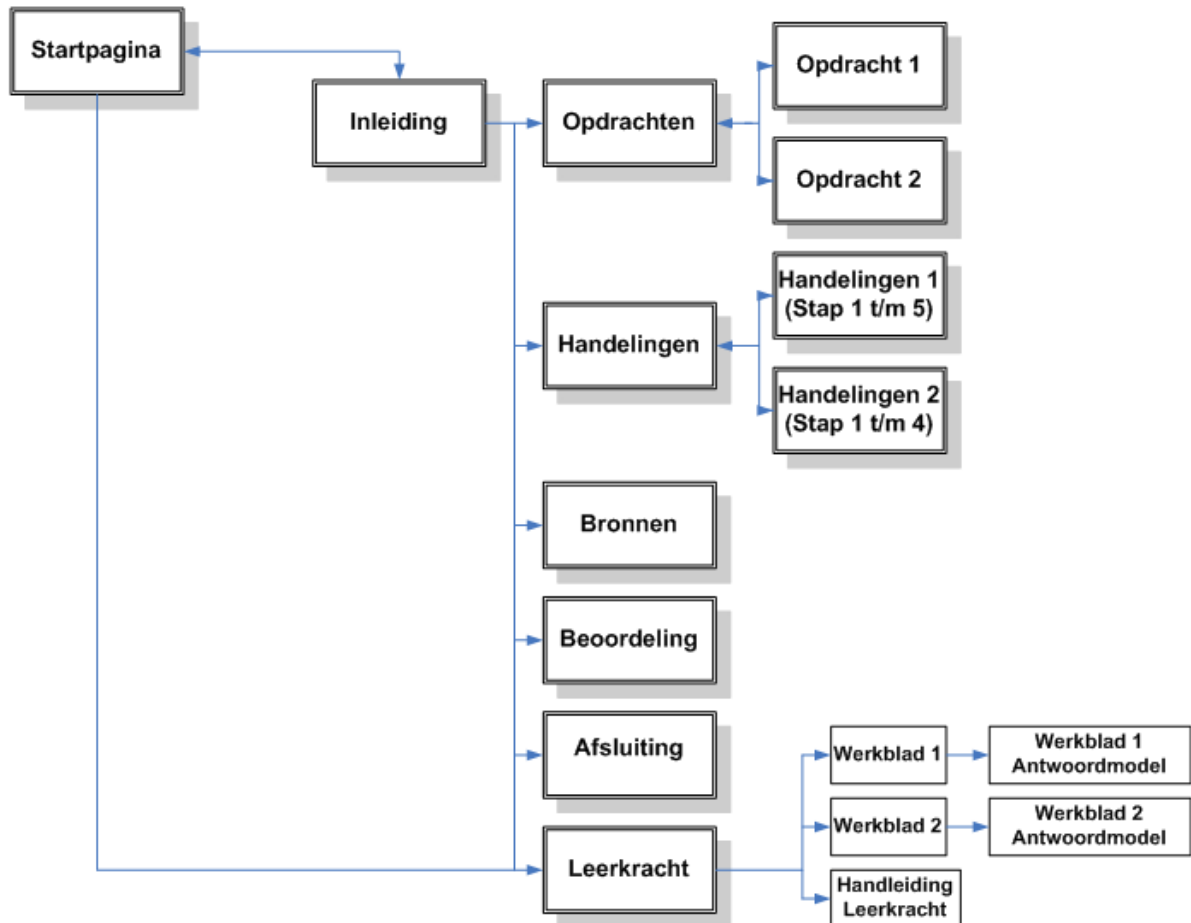 Startpagina
Inleiding
Opdrachten
Opdracht 1
Opdracht 2
Handelingen
Handelingen 1
(Stap 1 t/m 5)
Handelingen 2
(Stap 1 t/m 4)
Bronnen
Beoordeling
Afsluiting
Leerkracht
Werkblad 1
Werkblad 1
Antwoordmodel
Werkblad 2
Werkblad 2
Antwoordmodel
Handleiding
Leerkracht